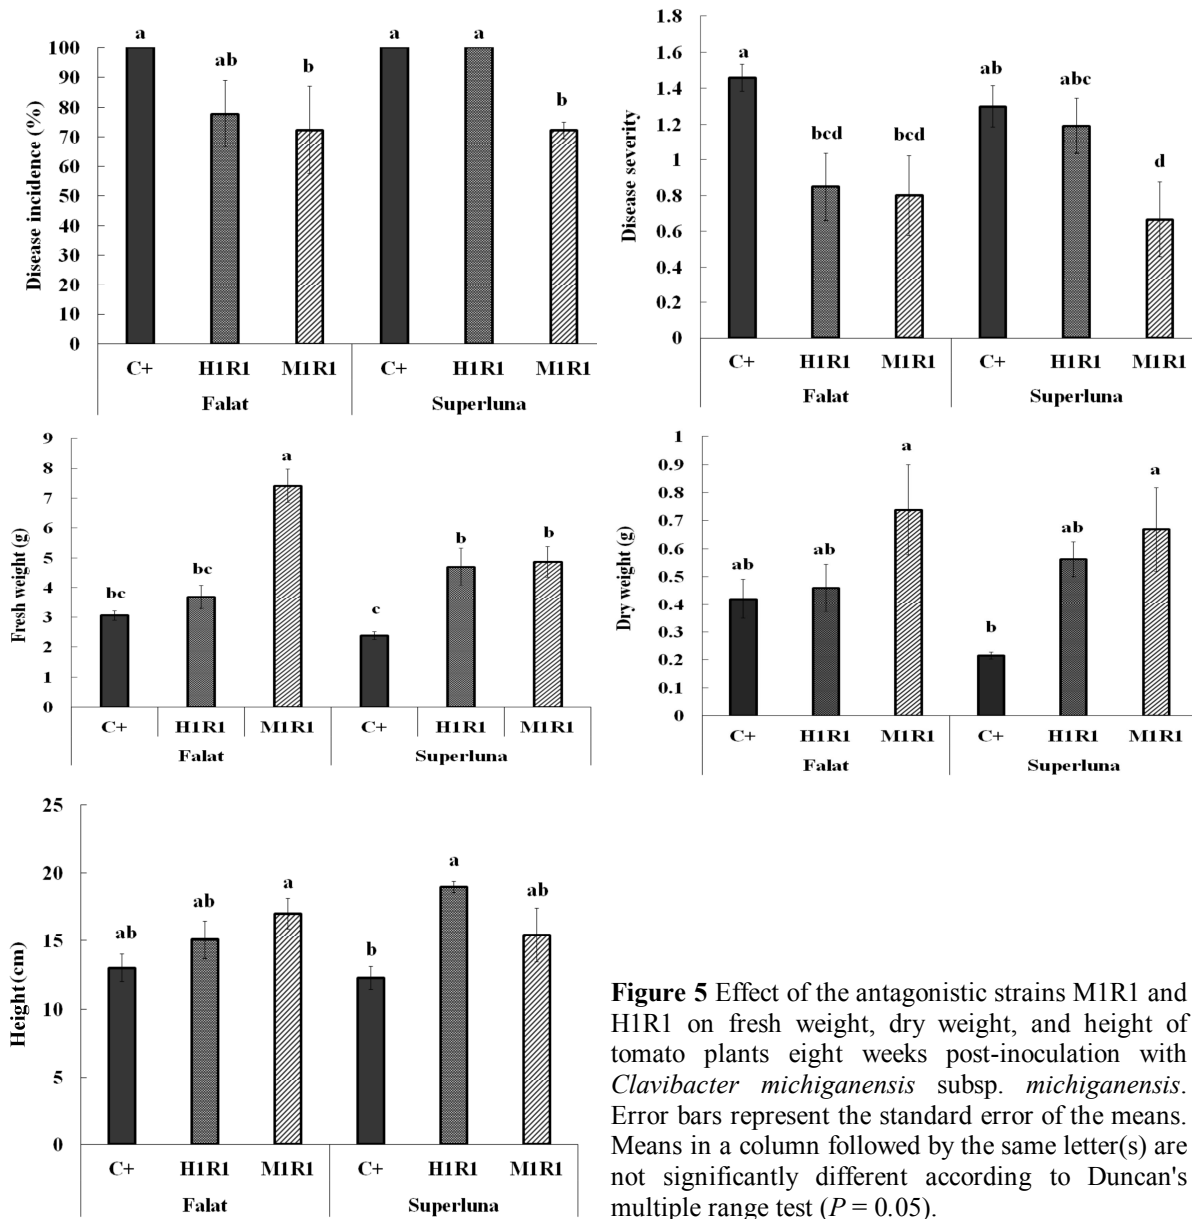 a ab b a a b
100
90
80
70
60
50
40
30
20
10
0
Disease incidence (%)
C+ H1R1 M1R1 C+ H1R1 M1R1
Falat Superluna
1.8
1.6
1.4
1.2
1
0.8
0.6
0.4
0.2
0
Disease severity
a bcd bcd ab abc d
C+ H1R1 M1R1 C+ H1R1 M1R1
Falat Superluna
9
8
7
6
5
4
3
2
1
0
Fresh weight (g)
bc bc a c b b
C+ H1R1 M1R1 C+ H1R1 M1R1
Falat Superluna
1
0.9
0.8
0.7
0.6
0.5
0.4
0.3
0.2
0.1
0
Dry weight (g)
ab ab a b ab a
C+ H1R1 M1R1 C+ H1R1 M1R1
Falat Superluna
25
20
15
10
5
0
Height (cm)
ab ab a b a ab
C+ H1R1 M1R1 C+ H1R1 M1R1
Falat Superluna
Figure 5 Effect of the antagonistic strains M1R1 and
H1R1 on fresh weight, dry weight, and height of
tomato plants eight weeks post-inoculation with
Clavibacter michiganensis subsp. michiganensis.
Error bars represent the standard error of the means.
Means in a column followed by the same letter(s) are
not significantly different according to Duncan's
multiple range test (P = 0.05).